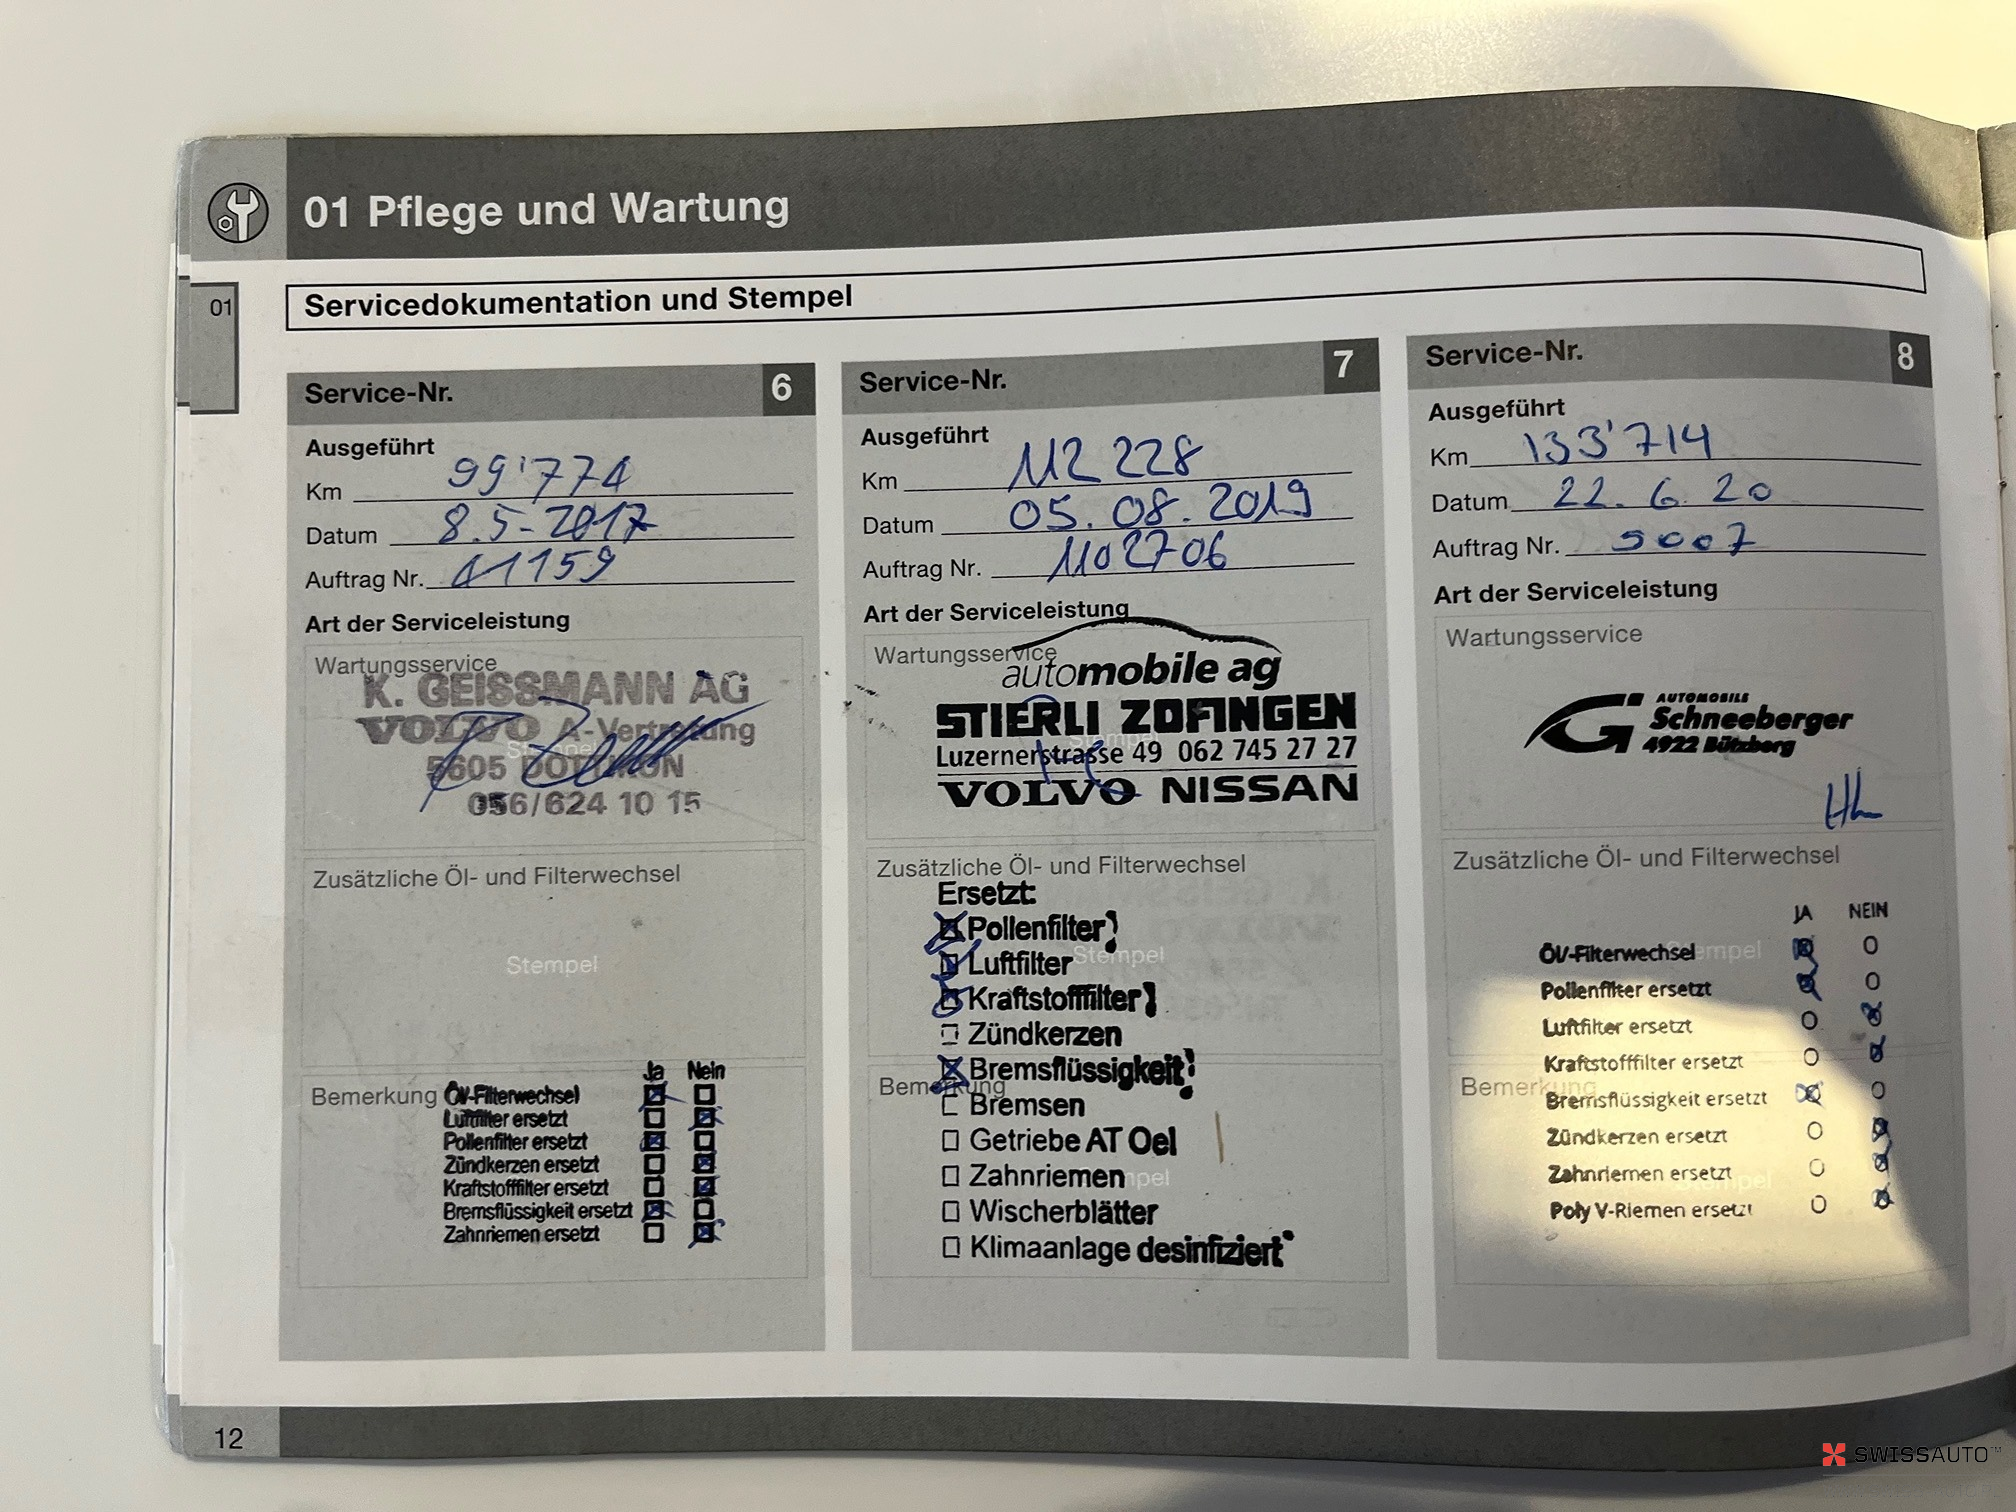 01 Pflege und Wartung
01
Servicedokumentation und Stempel
Service-Nr. 6
Ausgeführt
Km 99'774
Datum 8.5-2017
Auftrag Nr. 41159
Art der Serviceleistung
Wartungsservice
K. GEISSMANN AG
VOLVO A-Vertretung
Stempel
5605 DOTTIKON
056/624 10 15
Zusätzliche Öl- und Filterwechsel
Stempel
Bemerkung
Ja Nein
Öl/-Filterwechsel
Luftfilter ersetzt
Pollenfilter ersetzt
Zündkerzen ersetzt
Kraftstofffilter ersetzt
Bremsflüssigkeit ersetzt
Zahnriemen ersetzt
Service-Nr. 7
Ausgeführt
Km 112 228
Datum 05.08.2019
Auftrag Nr. 1102706
Art der Serviceleistung
Wartungsservice
automobile ag
STIERLI ZOFINGEN
Stempel
Luzernerstrasse 49 062 745 27 27
VOLVO NISSAN
Zusätzliche Öl- und Filterwechsel
Ersetzt:
Pollenfilter!
Luftfilter
Stempel
Kraftstofffilter!
Zündkerzen
Bremsflüssigkeit!
Bemerkung
Bremsen
Getriebe AT Oel
Zahnriemen
Wischerblätter
Klimaanlage desinfiziert
Service-Nr. 8
Ausgeführt
Km 133'714
Datum 22.6.20
Auftrag Nr. 5007
Art der Serviceleistung
Wartungsservice
AUTOMOBILE
Schneeberger
4922 Bützberg
Zusätzliche Öl- und Filterwechsel
JA NEIN
Öl/-Filterwechsel
Pollenfilter ersetzt
Luftfilter ersetzt
Kraftstofffilter ersetzt
Bemerkung
Bremsflüssigkeit ersetzt
Zündkerzen ersetzt
Zahnriemen ersetzt
Poly V-Riemen ersetzt
12
SWISSAUTO™